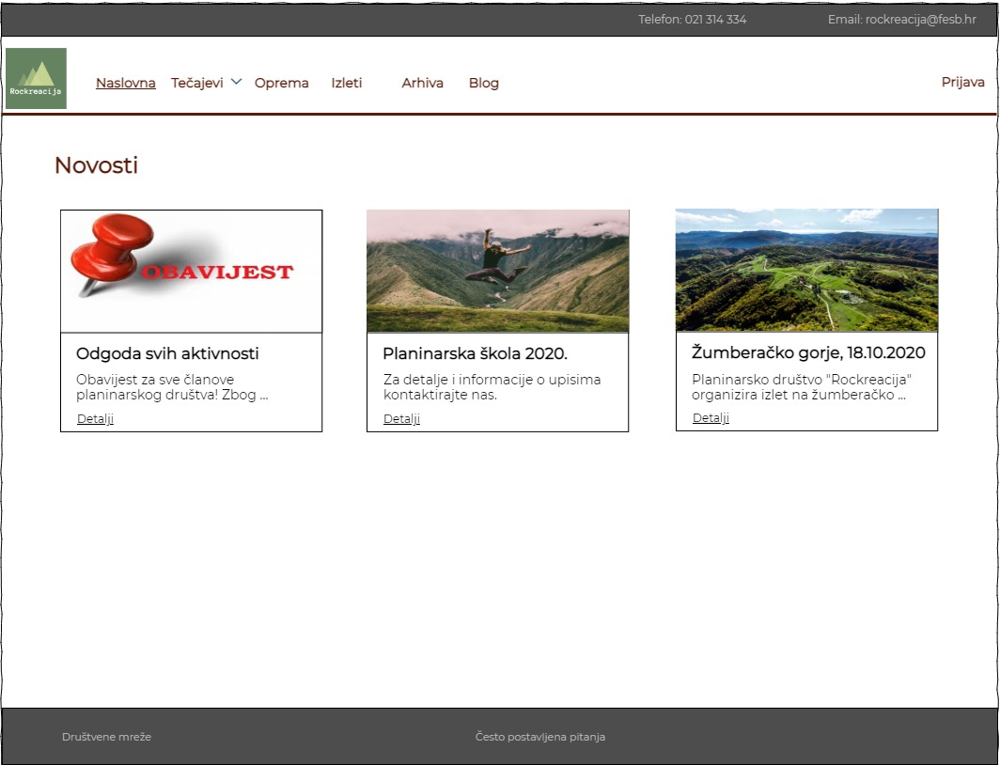 Telefon: 021 314 334
Email: rockreacija@fesb.hr
Rockreacija
Naslovna
Tečajevi
Oprema
Izleti
Arhiva
Blog
Prijava
Novosti
OBAVIJEST
Odgoda svih aktivnosti
Obavijest za sve članove
planinarskog društva! Zbog ...
Detalji
Planinarska škola 2020.
Za detalje i informacije o upisima
kontaktirajte nas.
Detalji
Žumberačko gorje, 18.10.2020
Planinarsko društvo "Rockreacija"
organizira izlet na žumberačko ...
Detalji
Društvene mreže
Često postavljena pitanja